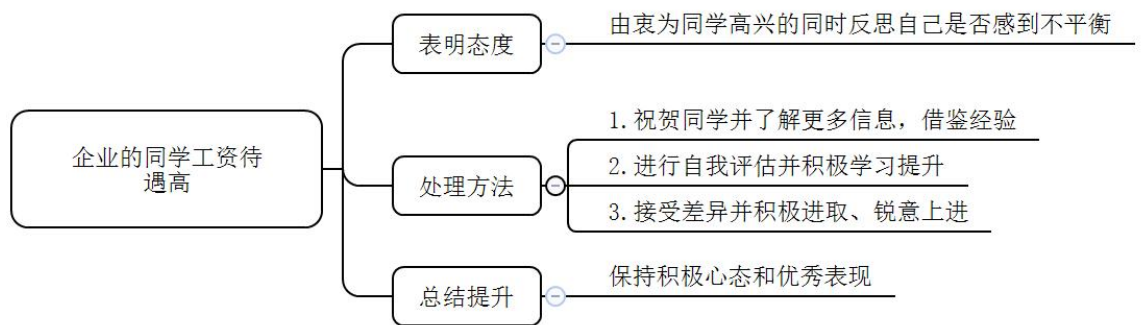 企业的同学工资待
遇高
表明态度
由衷为同学高兴的同时反思自己是否感到不平衡
处理方法
1.祝贺同学并了解更多信息，借鉴经验
2.进行自我评估并积极学习提升
3.接受差异并积极进取、锐意上进
总结提升
保持积极心态和优秀表现